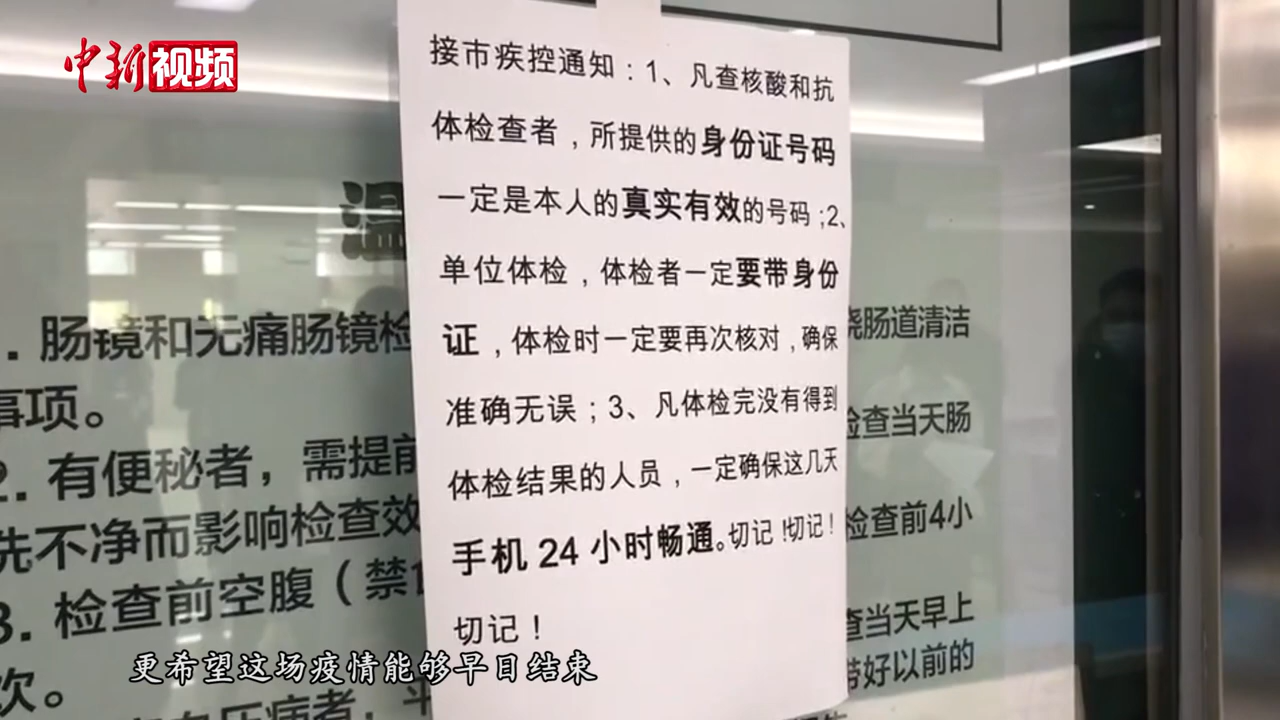 中新视频
接市疾控通知：1、凡查核酸和抗
体检查者，所提供的身份证号码
一定是本人的真实有效的号码；2、
单位体检，体检者一定要带身份
证，体检时一定要再次核对，确保
准确无误；3、凡体检完没有得到
体检结果的人员，一定确保这几天
手机 24 小时畅通。切记！切记！
切记！
温
. 肠镜和无痛肠镜检
肠道清洁
事项。
2. 有便秘者，需提前
检查当天肠
先不净而影响检查效
检查前4小
3. 检查前空腹（禁
查当天早上
次。
带好以前的
压病者，平
更希望这场疫情能够早日结束